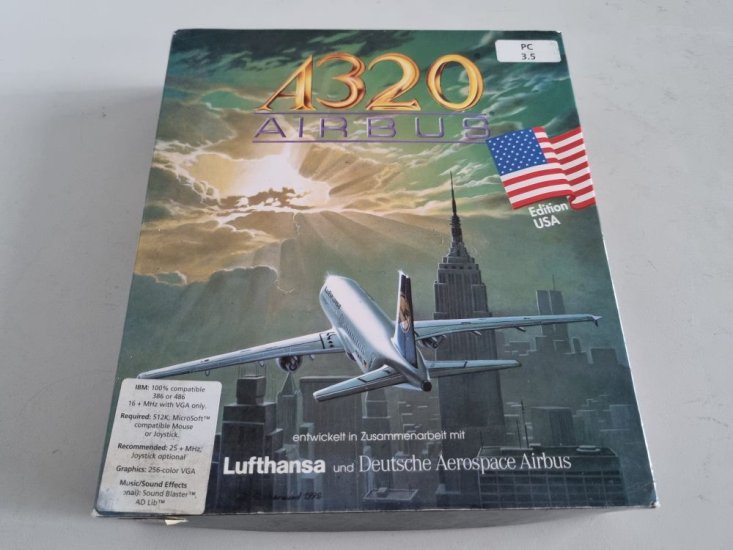 PC
3.5
A320
AIRBUS
Edition
USA
Lufthansa
IBM: 100% compatible
386 or 486
16 + MHz with VGA only.
Required: 512K; MicroSoft™
compatible Mouse
or Joystick.
Recommended: 25 + MHz;
Joystick optional
Graphics: 256-color VGA
Music/Sound Effects
onal): Sound Blaster™,
AD Lib™
entwickelt in Zusammenarbeit mit
Lufthansa und Deutsche Aerospace Airbus